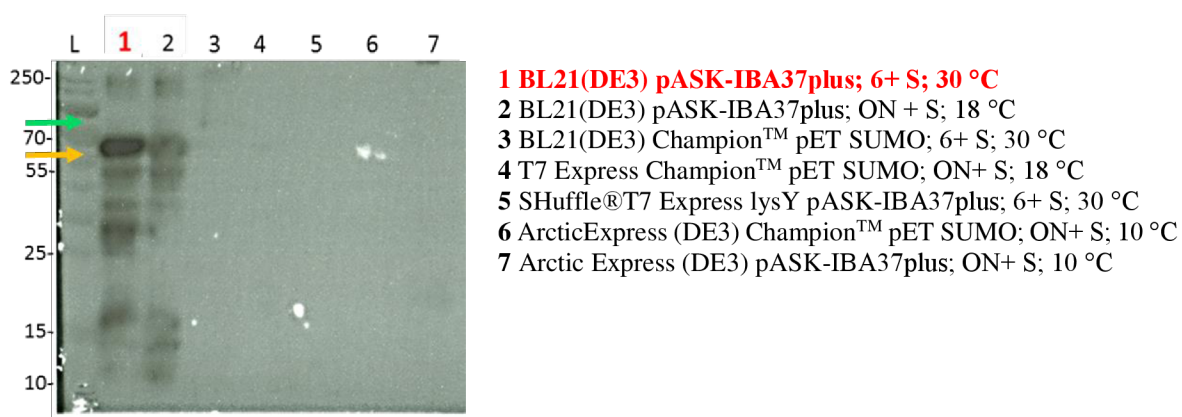 L 1 2 3 4 5 6 7
250-
70-
55-
25-
15-
10-
1 BL21(DE3) pASK-IBA37plus; 6+ S; 30 °C
2 BL21(DE3) pASK-IBA37plus; ON + S; 18 °C
3 BL21(DE3) Champion™ pET SUMO; 6+ S; 30 °C
4 T7 Express Champion™ pET SUMO; ON+ S; 18 °C
5 SHuffle®T7 Express lysY pASK-IBA37plus; 6+ S; 30 °C
6 ArcticExpress (DE3) Champion™ pET SUMO; ON+ S; 10 °C
7 Arctic Express (DE3) pASK-IBA37plus; ON+ S; 10 °C